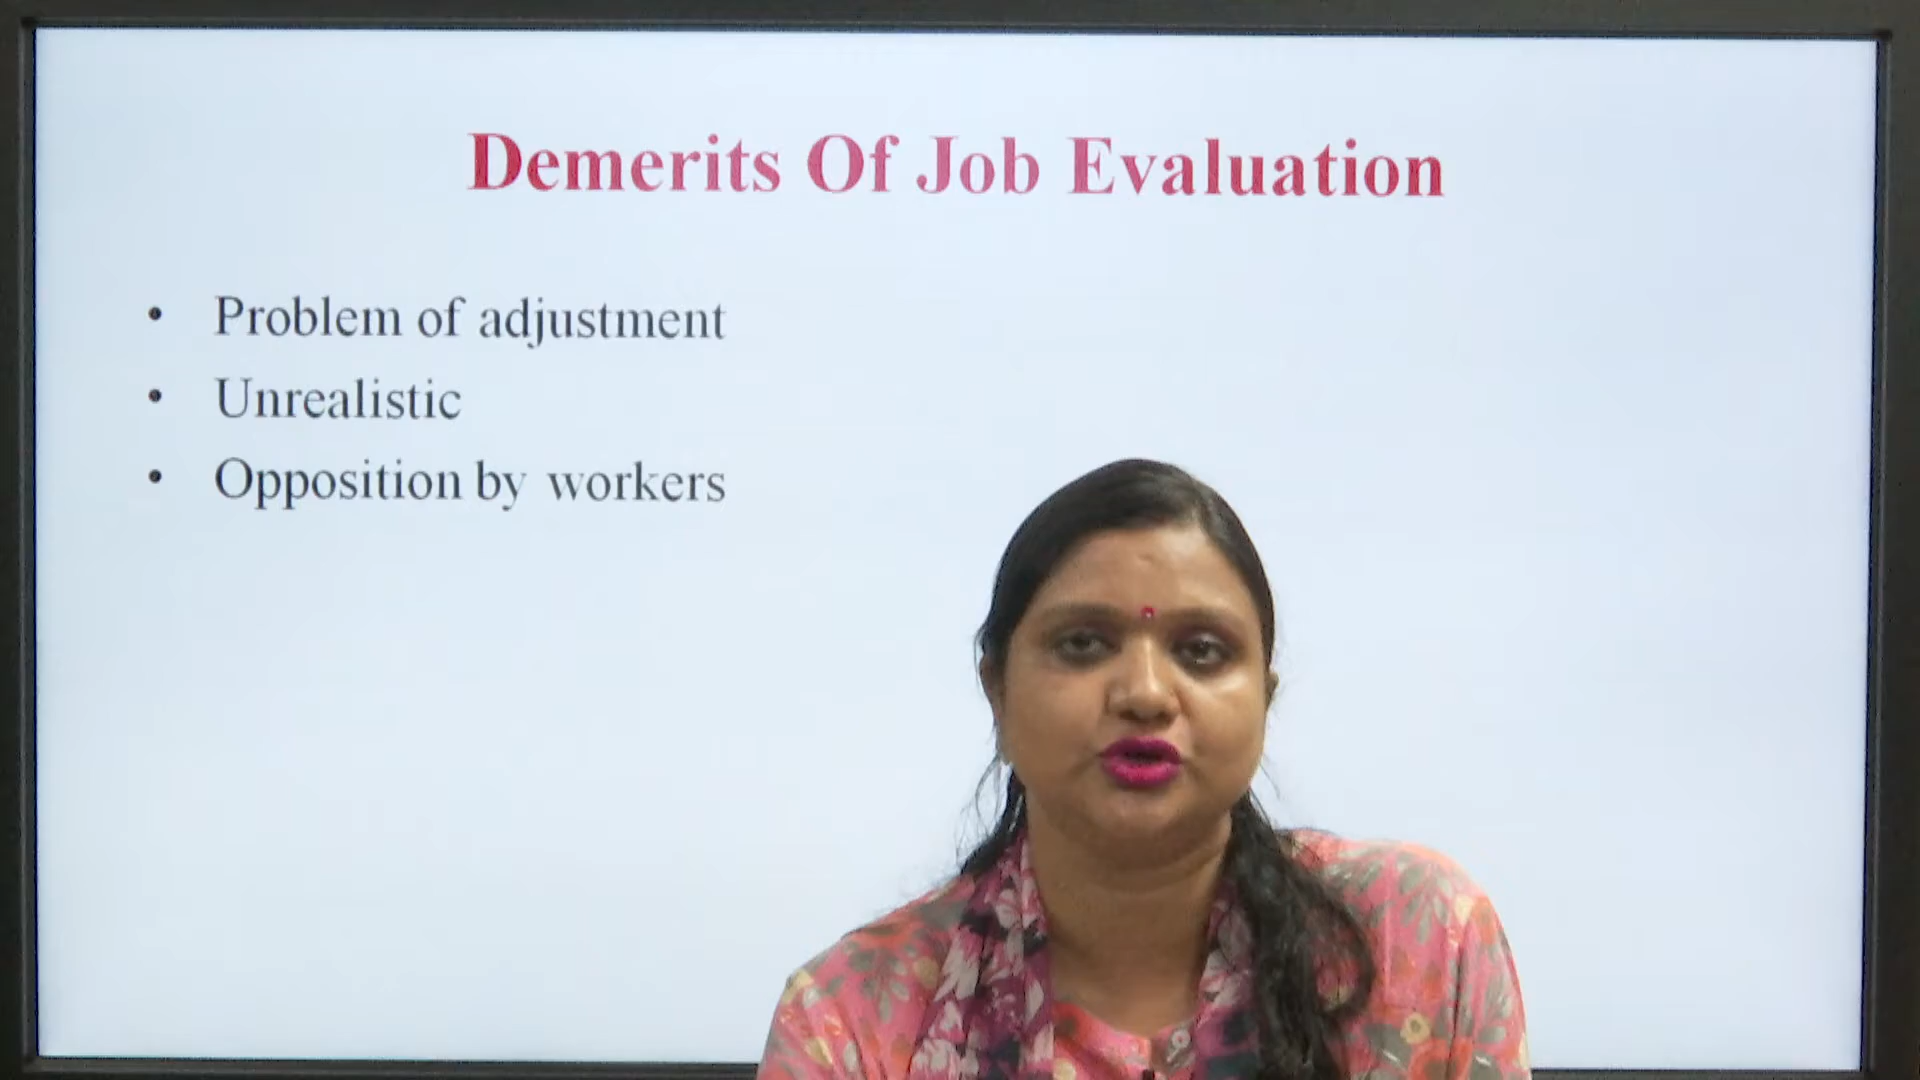 Demerits Of Job Evaluation
• Problem of adjustment
• Unrealistic
• Opposition by workers